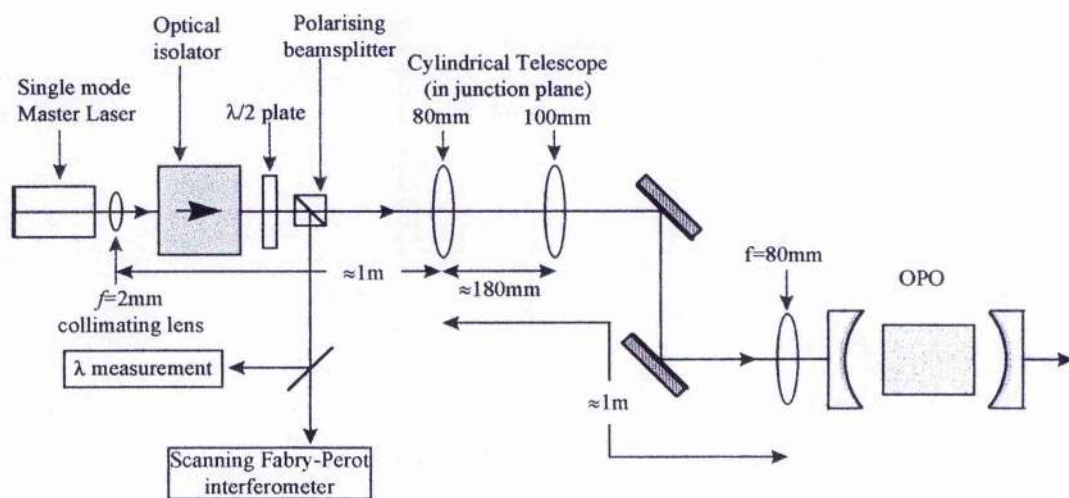 Optical
isolator
Polarising
beamsplitter
Single mode
Master Laser
λ/2 plate
Cylindrical Telescope
(in junction plane)
80mm
100mm
≈1m
≈180mm
f=2mm
collimating lens
f=80mm
OPO
λ measurement
≈1m
Scanning Fabry-Perot
interferometer